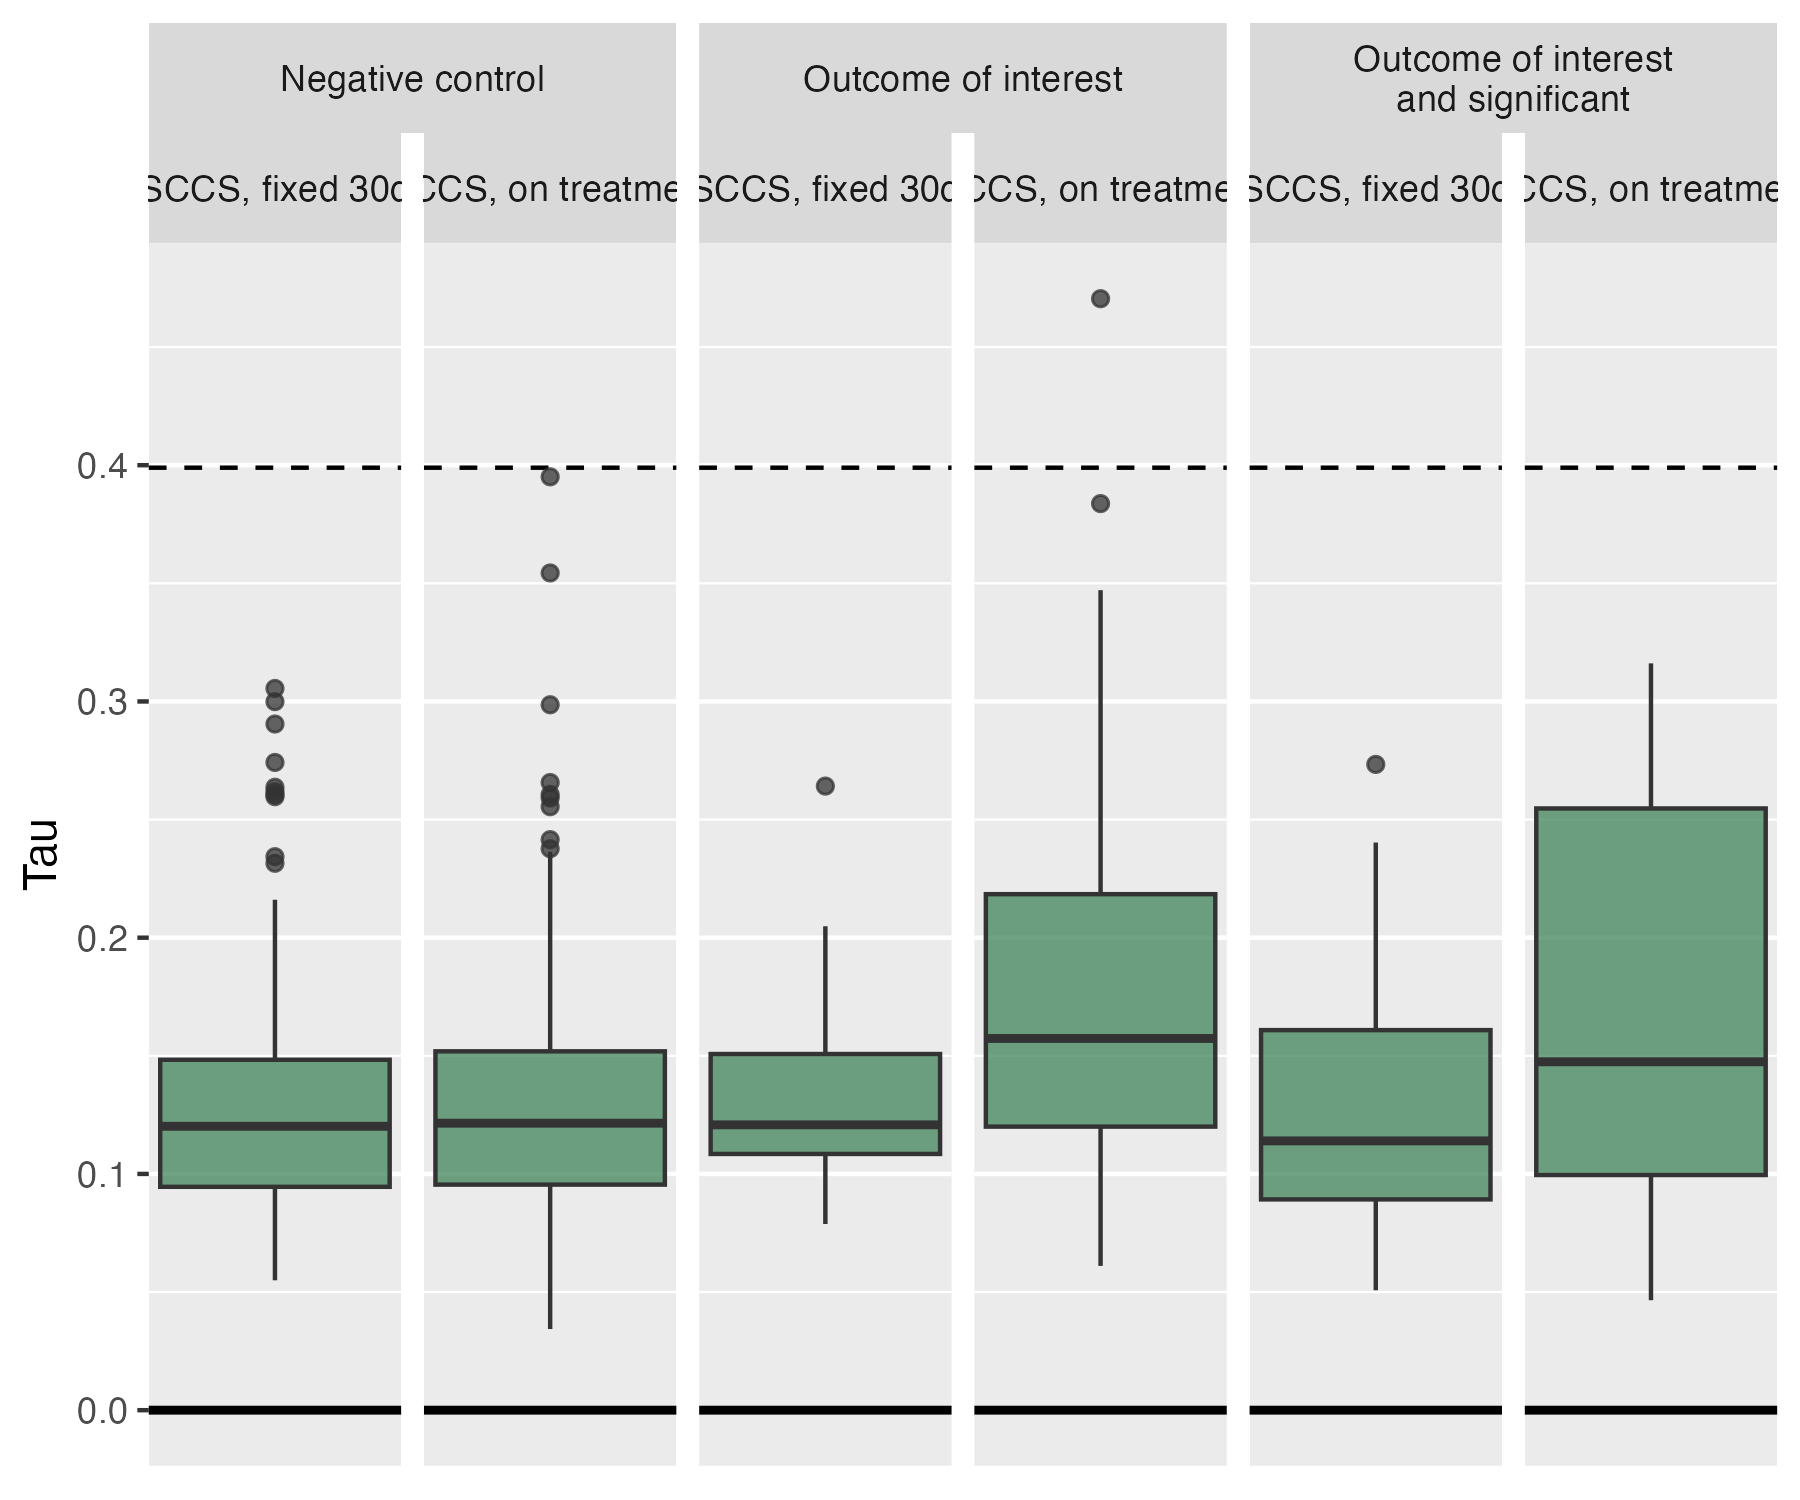 Negative control
Outcome of interest
Outcome of interest
and significant
SCCS, fixed 30d
CCS, on treatme
SCCS, fixed 30d
CCS, on treatme
SCCS, fixed 30d
CCS, on treatme
Tau
0.4
0.3
0.2
0.1
0.0